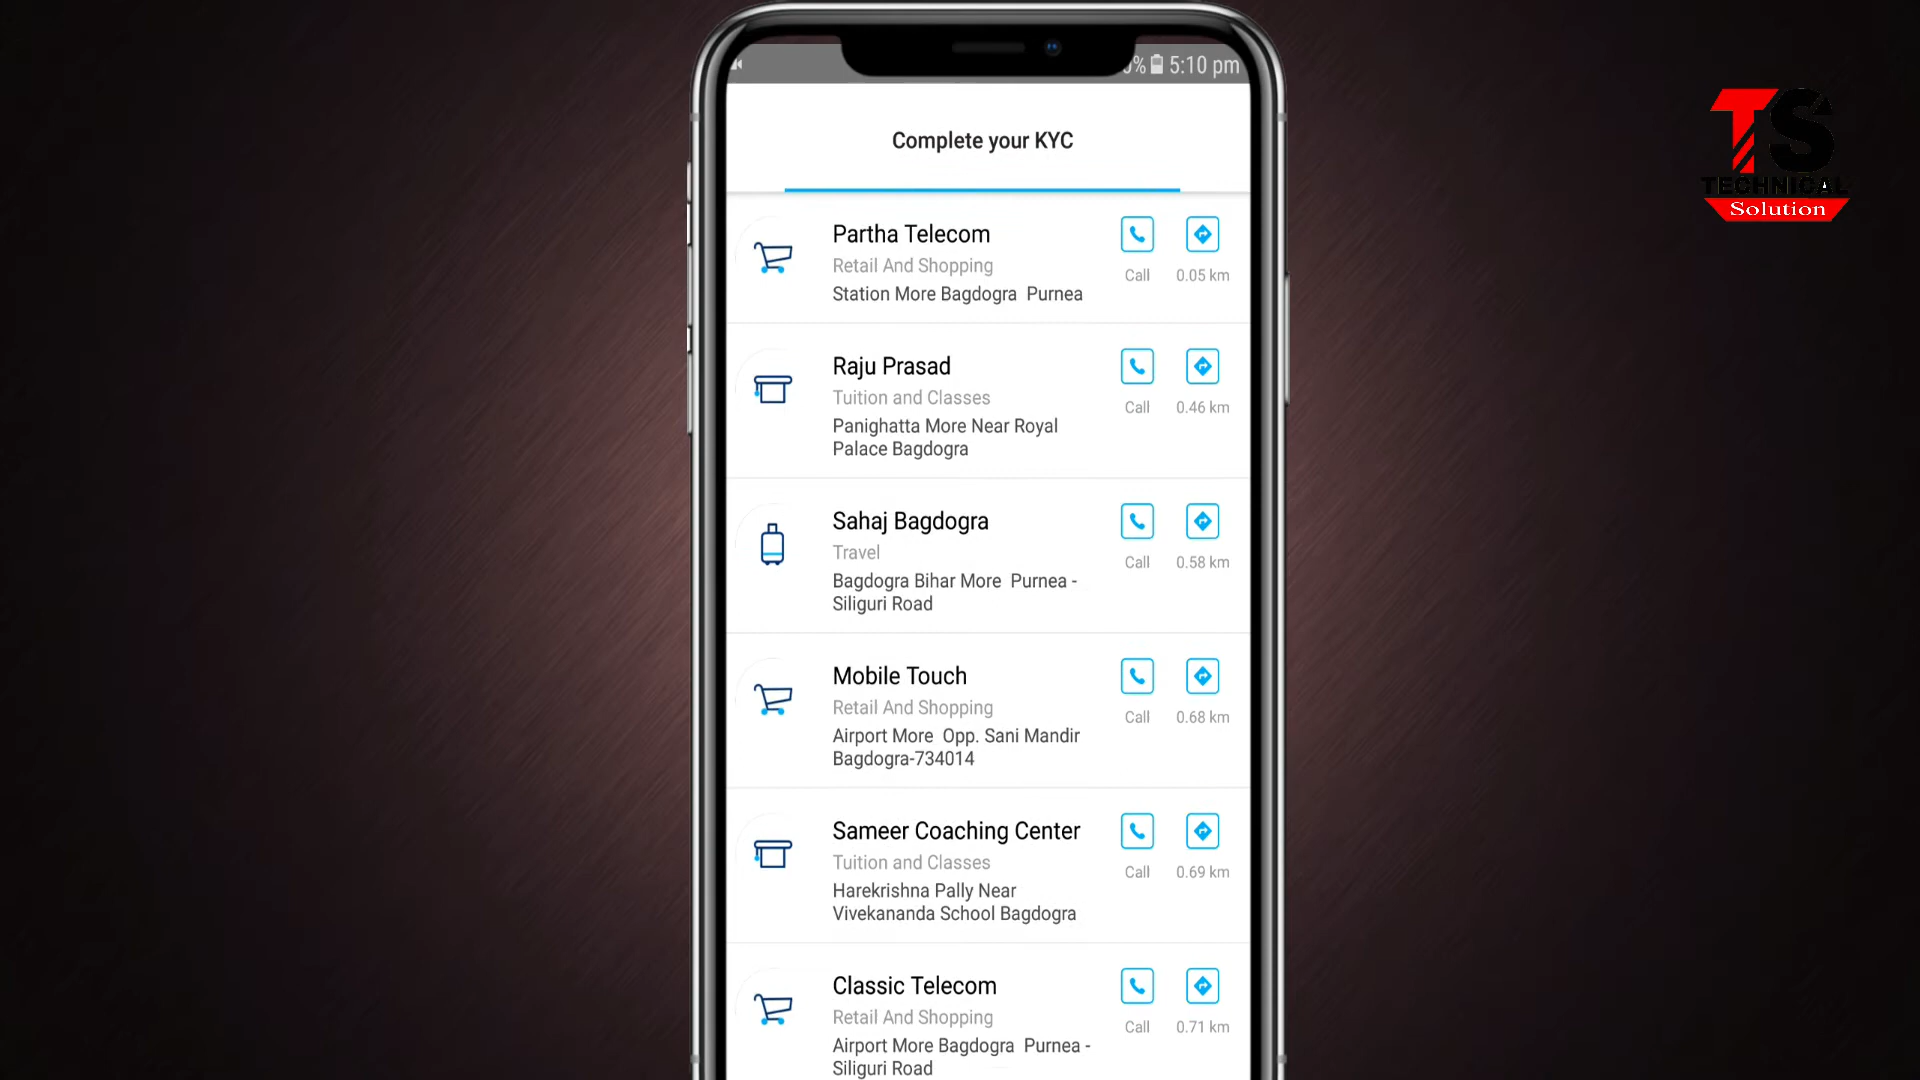 0% 5:10 pm
Complete your KYC
Partha Telecom
Retail And Shopping
Station More Bagdogra Purnea
Call
0.05 km
Raju Prasad
Tuition and Classes
Panighatta More Near Royal
Palace Bagdogra
Call
0.46 km
Sahaj Bagdogra
Travel
Bagdogra Bihar More Purnea -
Siliguri Road
Call
0.58 km
Mobile Touch
Retail And Shopping
Airport More Opp. Sani Mandir
Bagdogra-734014
Call
0.68 km
Sameer Coaching Center
Tuition and Classes
Harekrishna Pally Near
Vivekananda School Bagdogra
Call
0.69 km
Classic Telecom
Retail And Shopping
Airport More Bagdogra Purnea -
Siliguri Road
Call
0.71 km
TS
TECHNICAL
Solution